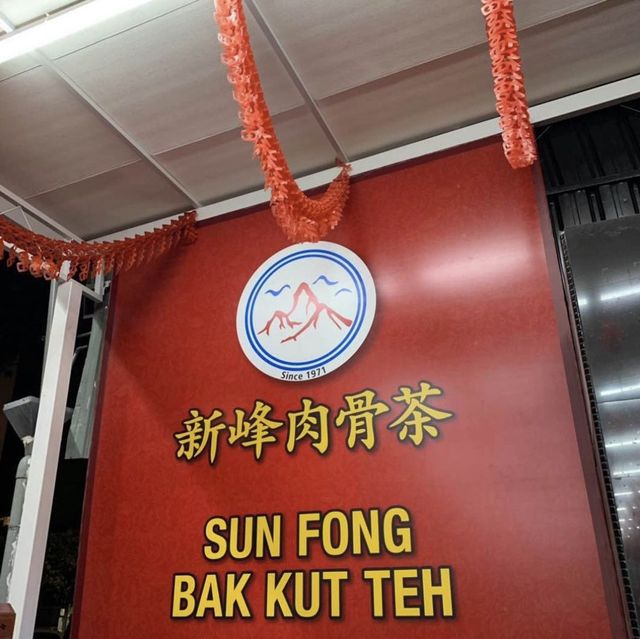 Since 1971
新峰肉骨茶
SUN FONG
BAK KUT TEH